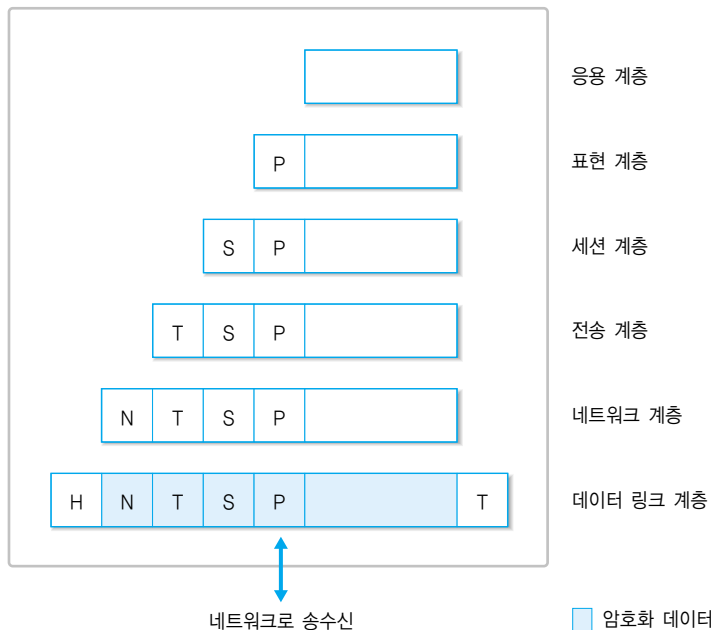 응용 계층
P 표현 계층
S P 세션 계층
T S P 전송 계층
N T S P 네트워크 계층
H N T S P T 데이터 링크 계층
네트워크로 송수신 암호화 데이터